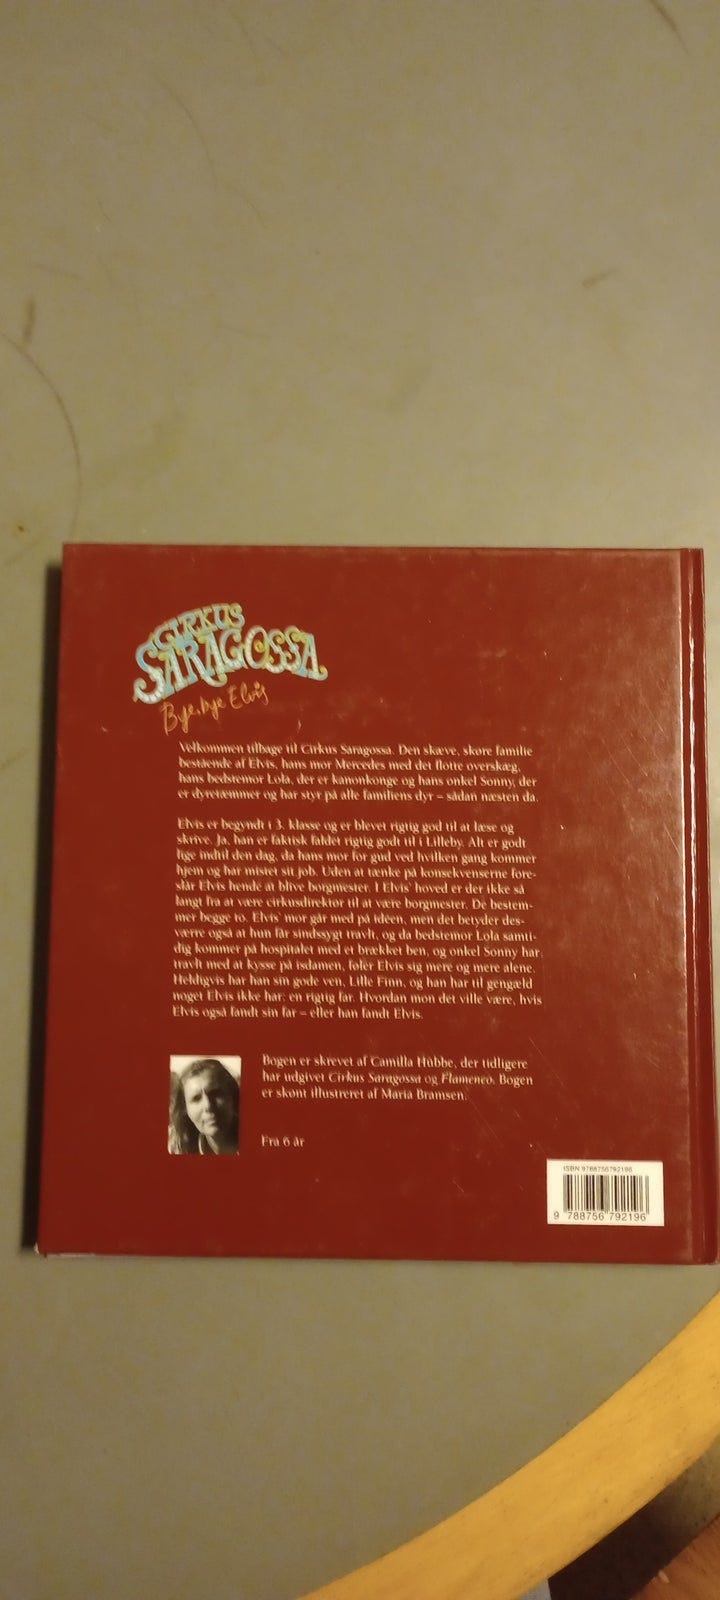 CIRKUS
SARAGOSSA
Bye, bye Elvis
Velkommen tilbage til Cirkus Saragossa. Den skæve, skøre familie
bestående af Elvis, hans mor Mercedes med det flotte overskæg,
hans bedstemor Lola, der er kanonkonge og hans onkel Sonny, der
er dyretæmmer og har styr på alle familiens dyr – sådan næsten da.
Elvis er begyndt i 3. klasse og er blevet rigtig god til at læse og
skrive. Ja, han er faktisk faldet rigtig godt til i Lilleby. Alt er godt
lige indtil den dag, da hans mor for gud ved hvilken gang kommer
hjem og har mistet sit job. Uden at tænke på konsekvenserne fore-
slår Elvis hende at blive borgmester. I Elvis' hoved er der ikke så
langt fra at være cirkusdirektør til at være borgmester. De bestem-
mer begge to. Elvis' mor går med på idéen, men det betyder des-
værre også at hun får sindssygt travlt, og da bedstemor Lola samti-
dig kommer på hospitalet med et brækket ben, og onkel Sonny har
travlt med at kysse på isdamen, føler Elvis sig mere og mere alene.
Heldigvis har han sin gode ven, Lille Finn, og han har til gengæld
noget Elvis ikke har: en rigtig far. Hvordan mon det ville være, hvis
Elvis også fandt sin far – eller han fandt Elvis.
Bogen er skrevet af Camilla Hübbe, der tidligere
har udgivet Cirkus Saragossa og Flamenco. Bogen
er skønt illustreret af Maria Bramsen.
Fra 6 år
ISBN 9788756792196
9 788756 792196